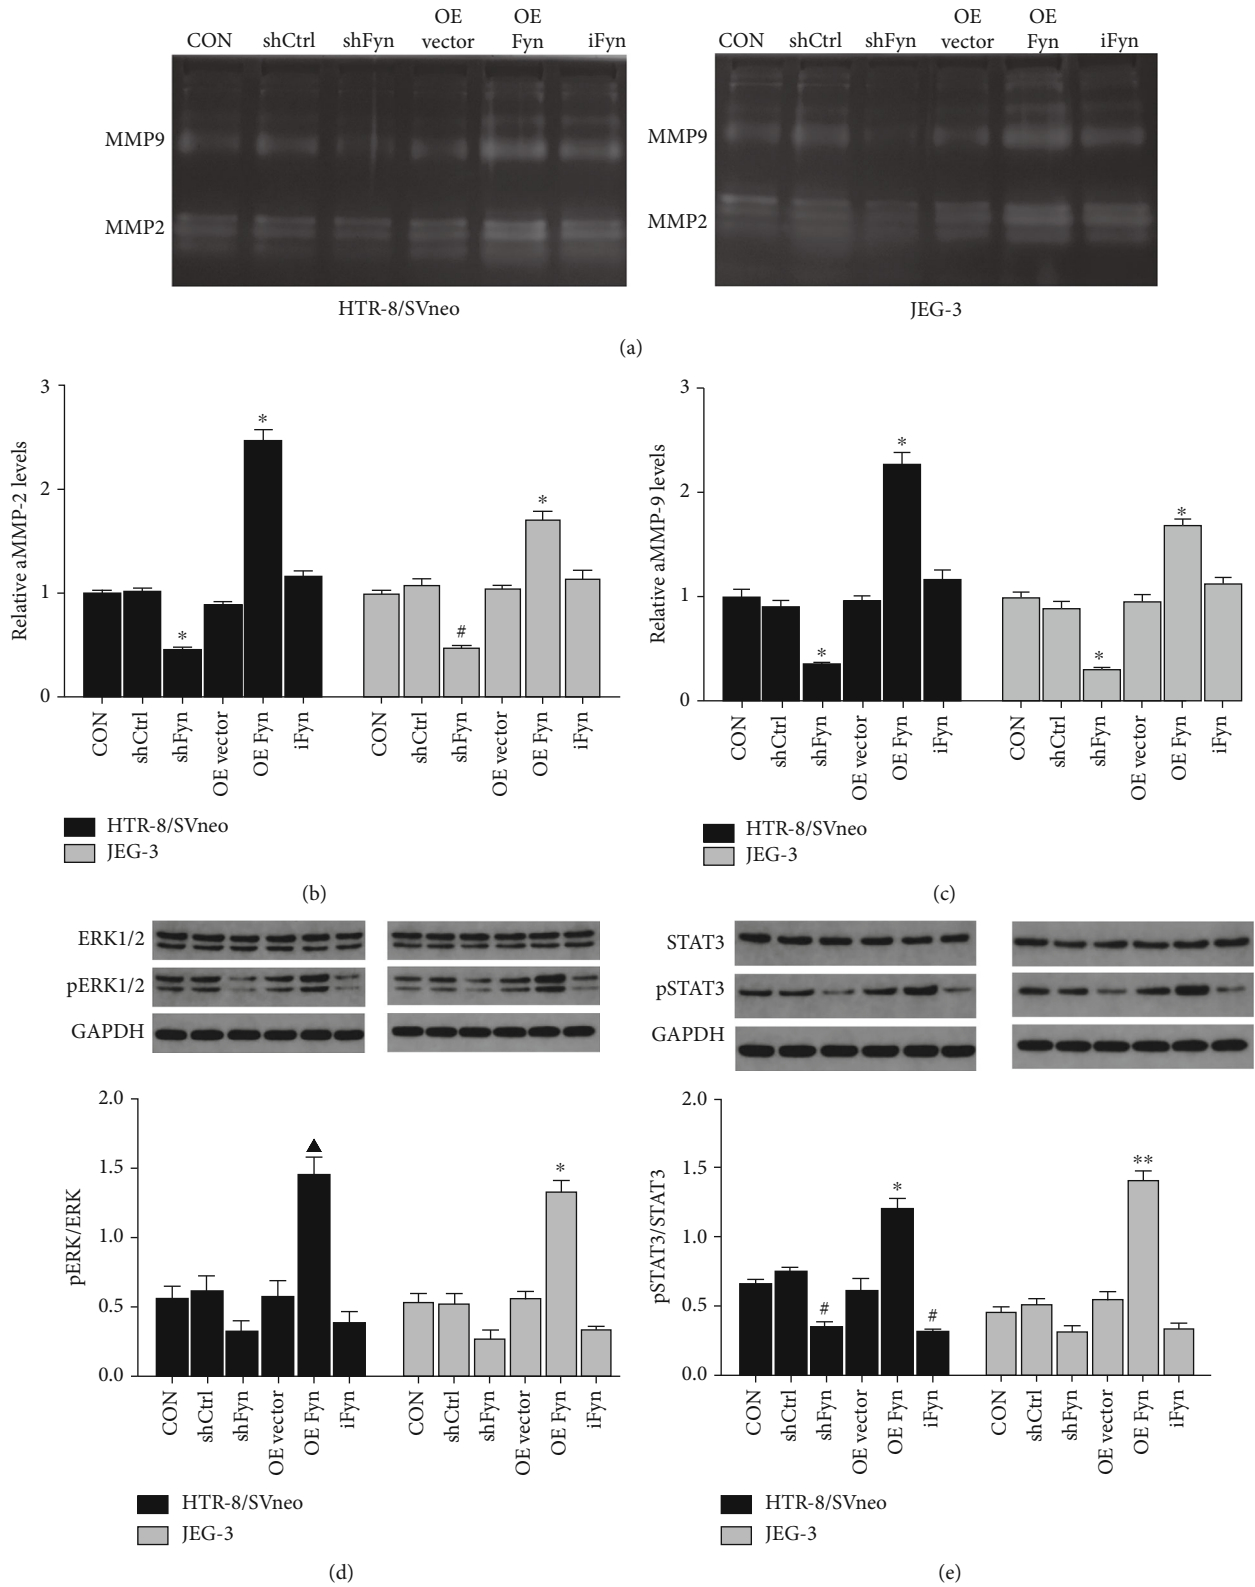 CON shCtrl shFyn OE vector OE Fyn iFyn
MMP9
MMP2
HTR-8/SVneo
CON shCtrl shFyn OE vector OE Fyn iFyn
MMP9
MMP2
JEG-3
(a)
Relative aMMP-2 levels
3
2
1
0
*
*
*
#
CON shCtrl shFyn OE vector OE Fyn iFyn
CON shCtrl shFyn OE vector OE Fyn iFyn
HTR-8/SVneo
JEG-3
(b)
Relative aMMP-9 levels
3
2
1
0
*
*
*
*
CON shCtrl shFyn OE vector OE Fyn iFyn
CON shCtrl shFyn OE vector OE Fyn iFyn
HTR-8/SVneo
JEG-3
(c)
ERK1/2
pERK1/2
GAPDH
pERK/ERK
2.0
1.5
1.0
0.5
0.0
▲
*
CON shCtrl shFyn OE vector OE Fyn iFyn
CON shCtrl shFyn OE vector OE Fyn iFyn
HTR-8/SVneo
JEG-3
(d)
STAT3
pSTAT3
GAPDH
pSTAT3/STAT3
2.0
1.5
1.0
0.5
0.0
#
*
#
**
CON shCtrl shFyn OE vector OE Fyn iFyn
CON shCtrl shFyn OE vector OE Fyn iFyn
HTR-8/SVneo
JEG-3
(e)